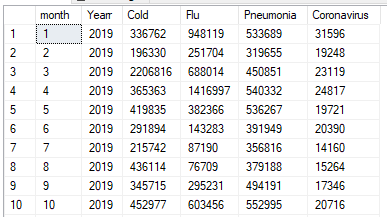 month Yearr Cold Flu Pneumonia Coronavirus
1 1 2019 336762 948119 533689 31596
2 2 2019 196330 251704 319655 19248
3 3 2019 2206816 688014 450851 23119
4 4 2019 365363 1416997 540332 24817
5 5 2019 419835 382366 536267 19721
6 6 2019 291894 143283 391949 20390
7 7 2019 215742 87190 356816 14160
8 8 2019 436114 76709 379188 15264
9 9 2019 345715 295231 494191 17346
10 10 2019 452977 603456 552995 20716